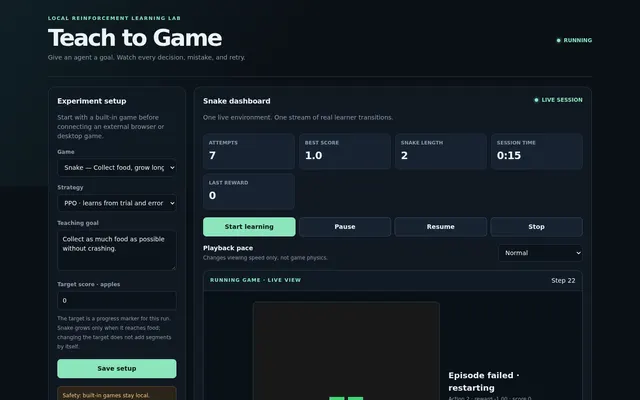 LOCAL REINFORCEMENT LEARNING LAB
Teach to Game
Give an agent a goal. Watch every decision, mistake, and retry.
RUNNING
Experiment setup
Start with a built-in game before
connecting an external browser or
desktop game.
Game
Snake — Collect food, grow long
Strategy
PPO · learns from trial and error
Teaching goal
Collect as much food as possible
without crashing.
Target score · apples
0
The target is a progress marker for this run.
Snake grows only when it reaches food;
changing the target does not add segments
by itself.
Save setup
Safety: built-in games stay local.
Snake dashboard
LIVE SESSION
One live environment. One stream of real learner transitions.
ATTEMPTS
7
BEST SCORE
1.0
SNAKE LENGTH
2
SESSION TIME
0:15
LAST REWARD
0
Start learning
Pause
Resume
Stop
Playback pace
Changes viewing speed only, not game physics.
Normal
RUNNING GAME · LIVE VIEW
Step 22
Episode failed ·
restarting
Action 2 · reward -1.00 · score 0